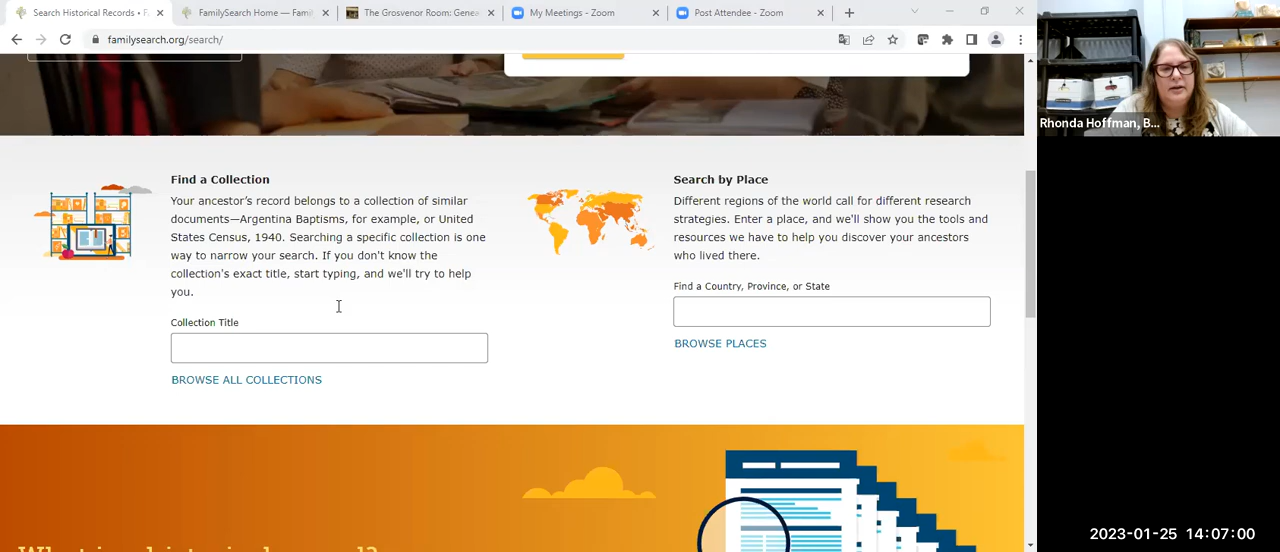 Search Historical Records • F
FamilySearch Home — Fami
The Grosvenor Room: Genea
My Meetings - Zoom
Post Attendee - Zoom
familysearch.org/search/
Rhonda Hoffman, B...
Find a Collection
Your ancestor's record belongs to a collection of similar
documents—Argentina Baptisms, for example, or United
States Census, 1940. Searching a specific collection is one
way to narrow your search. If you don't know the
collection's exact title, start typing, and we'll try to help
you.
Collection Title
BROWSE ALL COLLECTIONS
Search by Place
Different regions of the world call for different research
strategies. Enter a place, and we'll show you the tools and
resources we have to help you discover your ancestors
who lived there.
Find a Country, Province, or State
BROWSE PLACES
2023-01-25 14:07:00